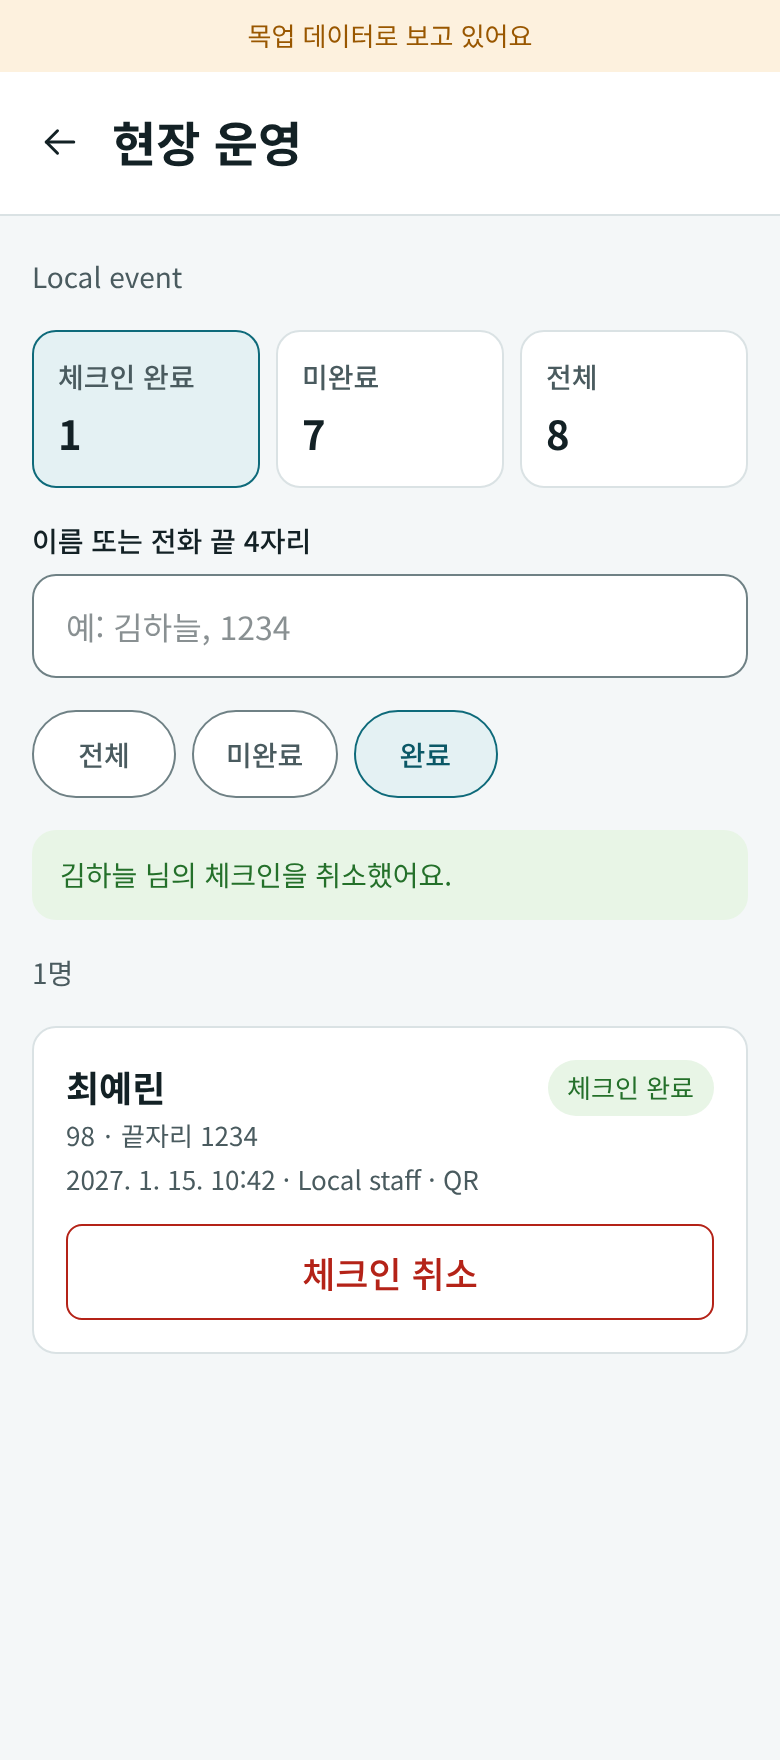 목업 데이터로 보고 있어요
현장 운영
Local event
체크인 완료
1
미완료
7
전체
8
이름 또는 전화 끝 4자리
예: 김하늘, 1234
전체
미완료
완료
김하늘 님의 체크인을 취소했어요.
1명
최예린
체크인 완료
98 · 끝자리 1234
2027. 1. 15. 10:42 · Local staff · QR
체크인 취소